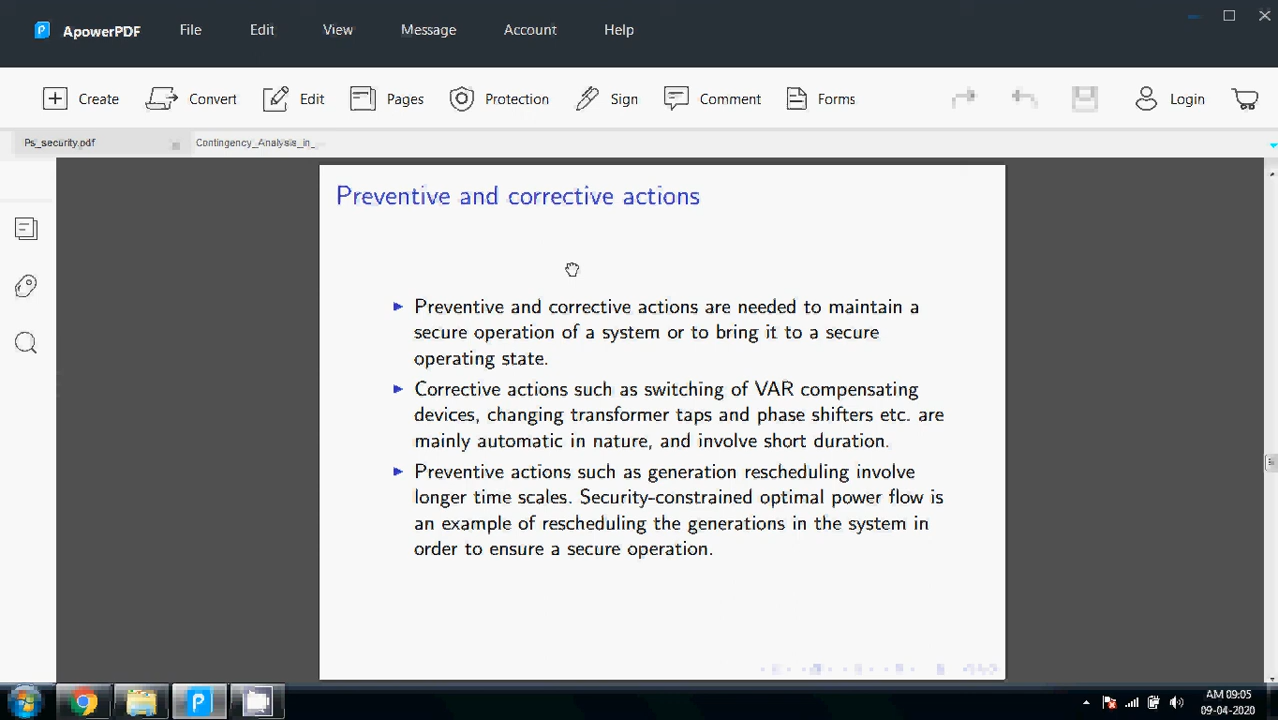 ApowerPDF File Edit View Message Account Help
Create Convert Edit Pages Protection Sign Comment Forms Login
Ps_security.pdf Contingency_Analysis_in_
Preventive and corrective actions
Preventive and corrective actions are needed to maintain a
secure operation of a system or to bring it to a secure
operating state.
Corrective actions such as switching of VAR compensating
devices, changing transformer taps and phase shifters etc. are
mainly automatic in nature, and involve short duration.
Preventive actions such as generation rescheduling involve
longer time scales. Security-constrained optimal power flow is
an example of rescheduling the generations in the system in
order to ensure a secure operation.
AM 09:05
09-04-2020